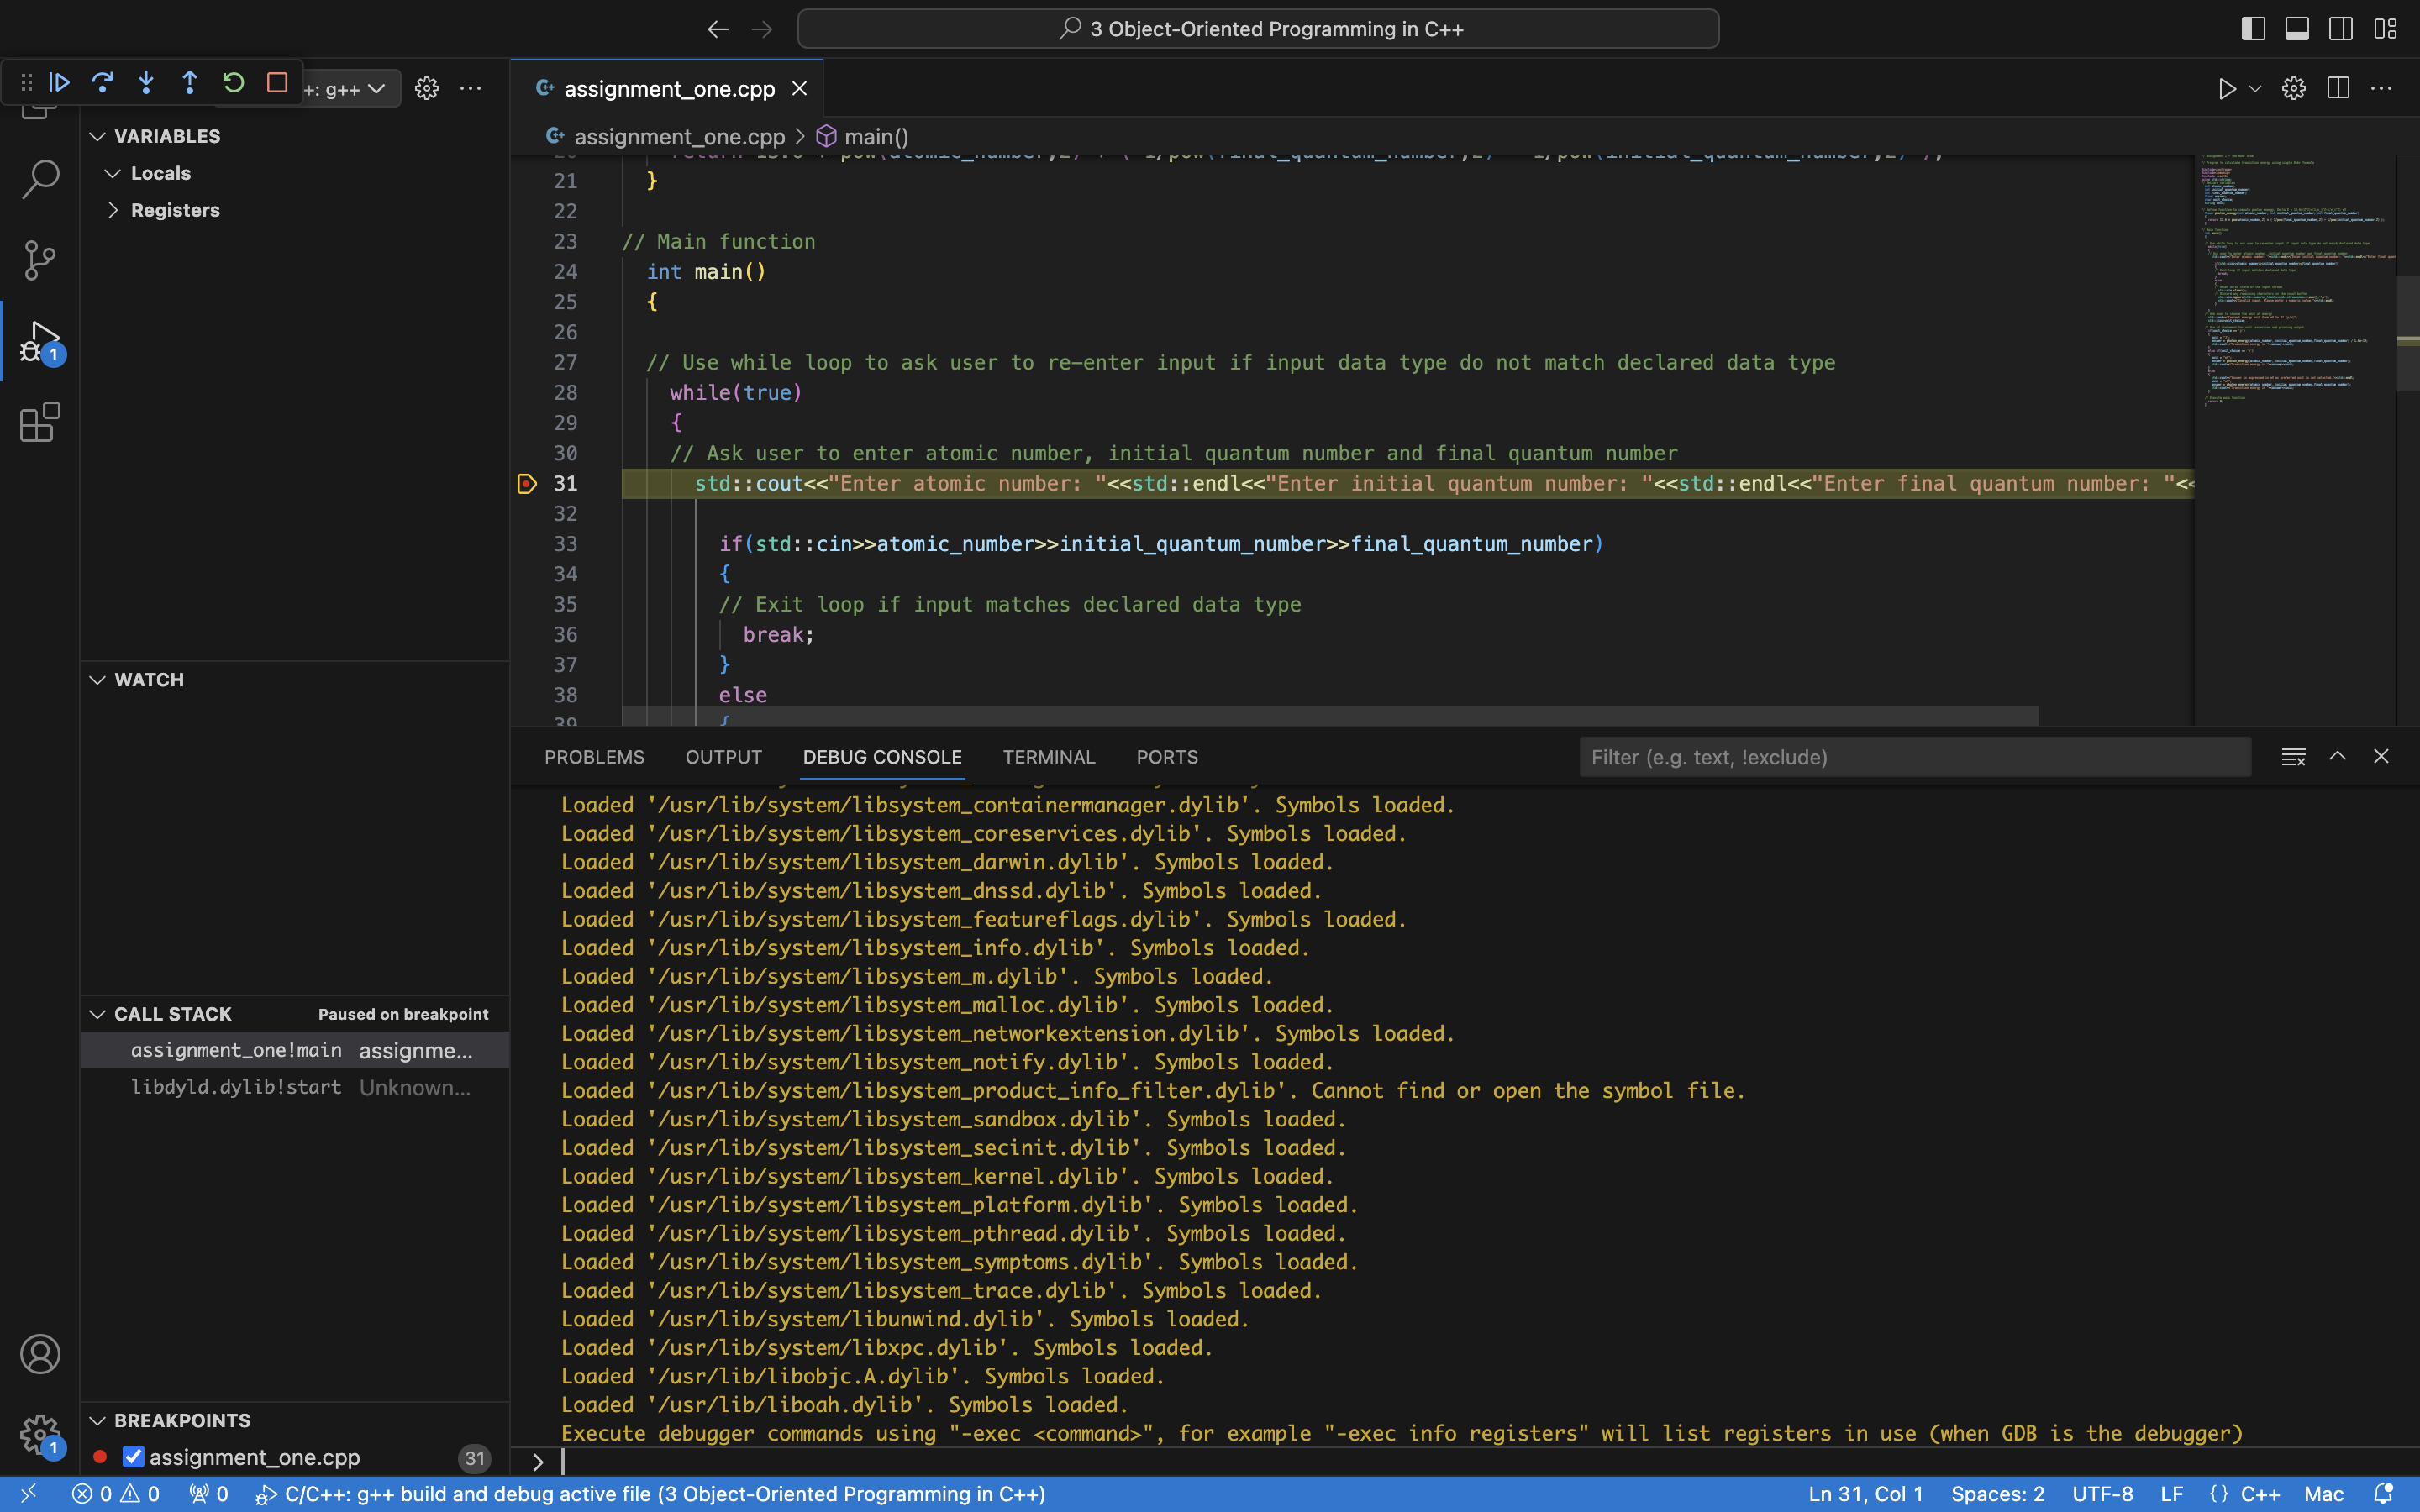 3 Object-Oriented Programming in C++
+: g++
assignment_one.cpp
assignment_one.cpp > main()
VARIABLES
Locals
Registers
WATCH
CALL STACK Paused on breakpoint
assignment_one!main assignme...
libdyld.dylib!start Unknown...
BREAKPOINTS
assignment_one.cpp 31
1
1
21 }
22
23 // Main function
24 int main()
25 {
26
27 // Use while loop to ask user to re-enter input if input data type do not match declared data type
28 while(true)
29 {
30 // Ask user to enter atomic number, initial quantum number and final quantum number
31 std::cout<<"Enter atomic number: "<<std::endl<<"Enter initial quantum number: "<<std::endl<<"Enter final quantum number: "<<
32
33 if(std::cin>>atomic_number>>initial_quantum_number>>final_quantum_number)
34 {
35 // Exit loop if input matches declared data type
36 break;
37 }
38 else
39 {
PROBLEMS OUTPUT DEBUG CONSOLE TERMINAL PORTS Filter (e.g. text, !exclude)
Loaded '/usr/lib/system/libsystem_containermanager.dylib'. Symbols loaded.
Loaded '/usr/lib/system/libsystem_coreservices.dylib'. Symbols loaded.
Loaded '/usr/lib/system/libsystem_darwin.dylib'. Symbols loaded.
Loaded '/usr/lib/system/libsystem_dnssd.dylib'. Symbols loaded.
Loaded '/usr/lib/system/libsystem_featureflags.dylib'. Symbols loaded.
Loaded '/usr/lib/system/libsystem_info.dylib'. Symbols loaded.
Loaded '/usr/lib/system/libsystem_m.dylib'. Symbols loaded.
Loaded '/usr/lib/system/libsystem_malloc.dylib'. Symbols loaded.
Loaded '/usr/lib/system/libsystem_networkextension.dylib'. Symbols loaded.
Loaded '/usr/lib/system/libsystem_notify.dylib'. Symbols loaded.
Loaded '/usr/lib/system/libsystem_product_info_filter.dylib'. Cannot find or open the symbol file.
Loaded '/usr/lib/system/libsystem_sandbox.dylib'. Symbols loaded.
Loaded '/usr/lib/system/libsystem_secinit.dylib'. Symbols loaded.
Loaded '/usr/lib/system/libsystem_kernel.dylib'. Symbols loaded.
Loaded '/usr/lib/system/libsystem_platform.dylib'. Symbols loaded.
Loaded '/usr/lib/system/libsystem_pthread.dylib'. Symbols loaded.
Loaded '/usr/lib/system/libsystem_symptoms.dylib'. Symbols loaded.
Loaded '/usr/lib/system/libsystem_trace.dylib'. Symbols loaded.
Loaded '/usr/lib/system/libunwind.dylib'. Symbols loaded.
Loaded '/usr/lib/system/libxpc.dylib'. Symbols loaded.
Loaded '/usr/lib/libobjc.A.dylib'. Symbols loaded.
Loaded '/usr/lib/liboah.dylib'. Symbols loaded.
Execute debugger commands using "-exec <command>", for example "-exec info registers" will list registers in use (when GDB is the debugger)
0 0 0 C/C++: g++ build and debug active file (3 Object-Oriented Programming in C++) Ln 31, Col 1 Spaces: 2 UTF-8 LF {} C++ Mac